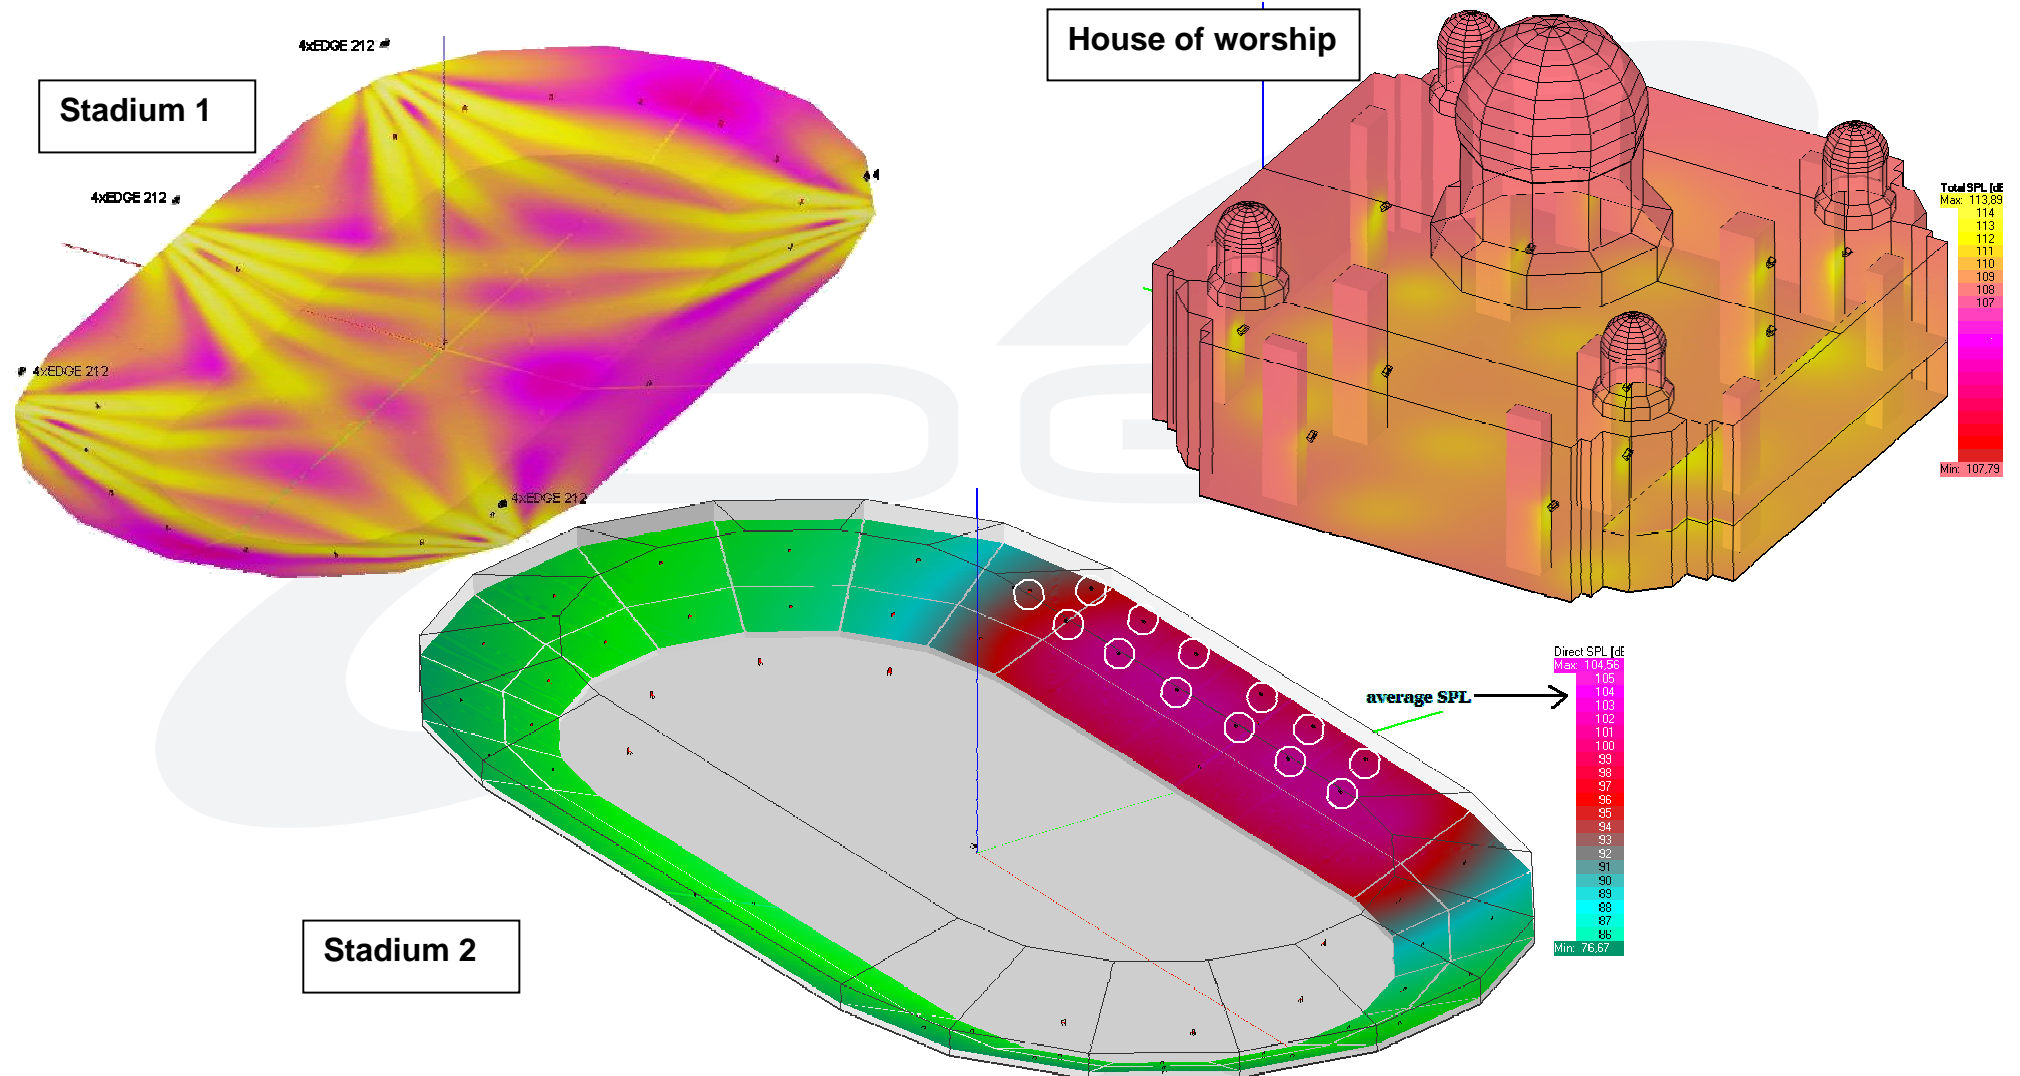 4xEDGE 212
Stadium 1
4xEDGE 212
4xEDGE 212
4xEDGE 212
House of worship
Total SPL [dB
Max: 113,89
114
113
112
111
110
109
108
107
Min: 107,79
Stadium 2
average SPL
Direct SPL [dB
Max: 104,56
105
104
103
102
101
100
99
98
97
96
95
94
93
92
91
90
89
88
87
86
Min: 76,67